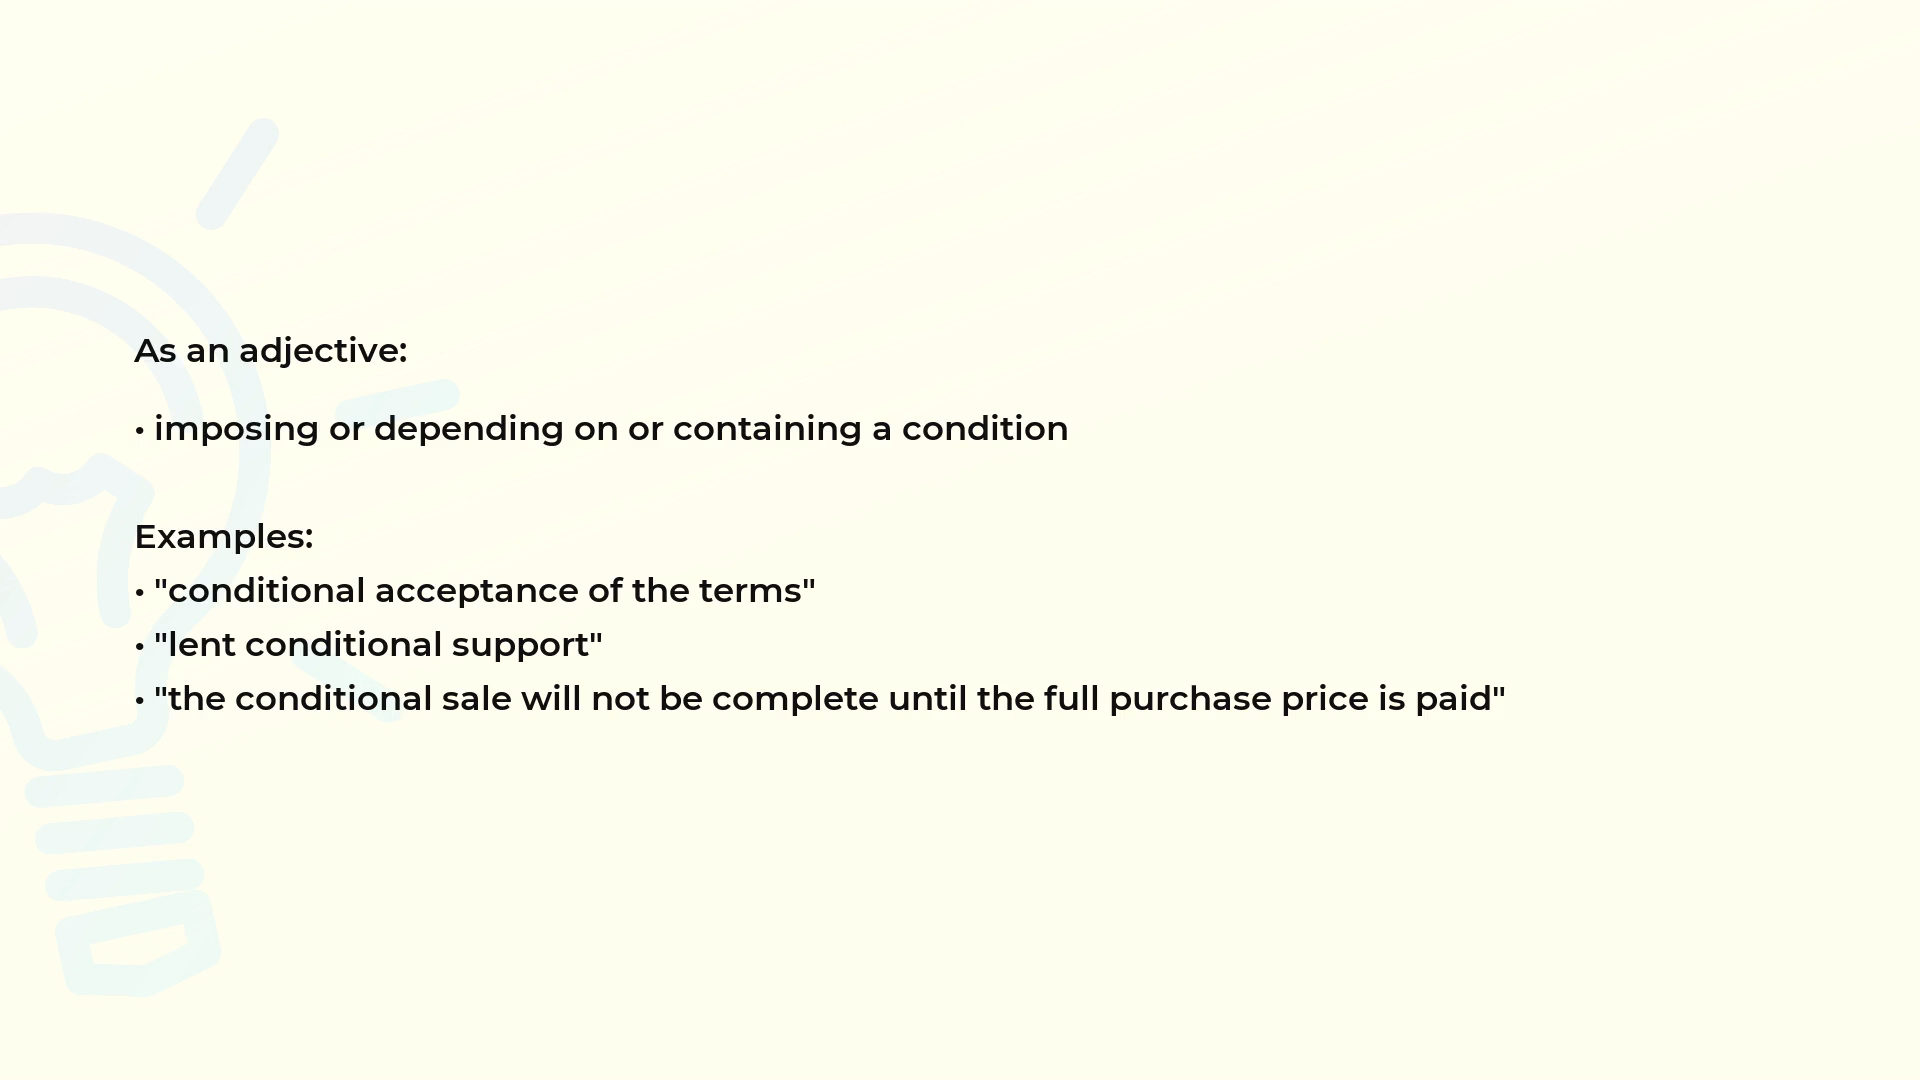 As an adjective:
• imposing or depending on or containing a condition
Examples:
• "conditional acceptance of the terms"
• "lent conditional support"
• "the conditional sale will not be complete until the full purchase price is paid"